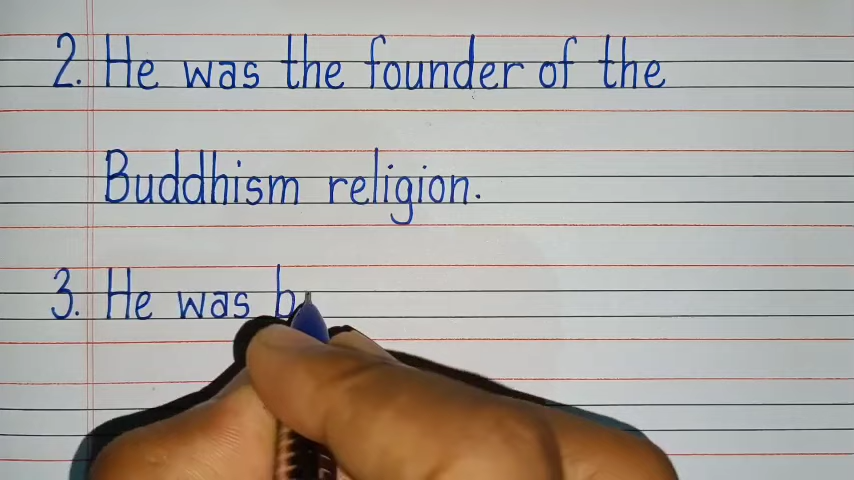 2. He was the founder of the
Buddhism religion.
3. He was b